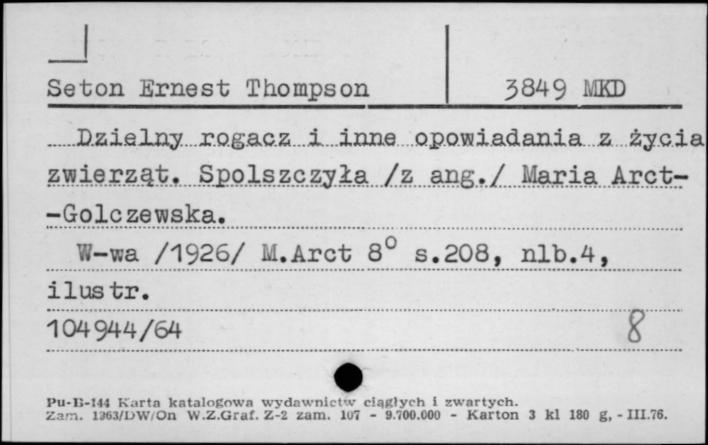 Seton Ernest Thompson 3849 MKD
Dzielny rogacz i inne opowiadania z życia
zwierząt. Spolszczyła /z ang./ Maria Arct-
-Golczewska.
W-wa /1926/ M.Arct 8° s.208, nlb.4,
ilustr.
104944/64 8
Pu-B-144 Karta katalogowa wydawnictw ciągłych i zwartych.
Zam. 1363/DW/On W.Z.Graf. Z-2 zam. 107 - 9.700.000 - Karton 3 kl 180 g, - III.76.